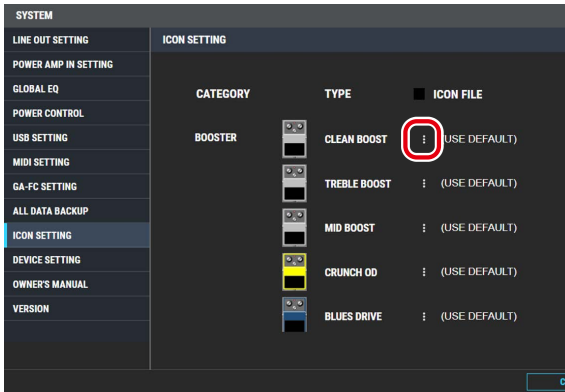 SYSTEM
LINE OUT SETTING
POWER AMP IN SETTING
GLOBAL EQ
POWER CONTROL
USB SETTING
MIDI SETTING
GA-FC SETTING
ALL DATA BACKUP
ICON SETTING
DEVICE SETTING
OWNER'S MANUAL
VERSION
ICON SETTING
CATEGORY TYPE ICON FILE
BOOSTER CLEAN BOOST (USE DEFAULT)
TREBLE BOOST (USE DEFAULT)
MID BOOST (USE DEFAULT)
CRUNCH OD (USE DEFAULT)
BLUES DRIVE (USE DEFAULT)